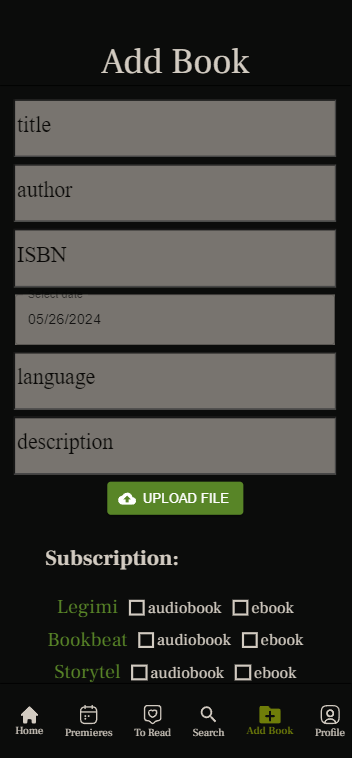 Add Book
title
author
ISBN
Select date
05/26/2024
language
description
UPLOAD FILE
Subscription:
Legimi audiobook ebook
Bookbeat audiobook ebook
Storytel audiobook ebook
Home Premieres To Read Search Add Book Profile